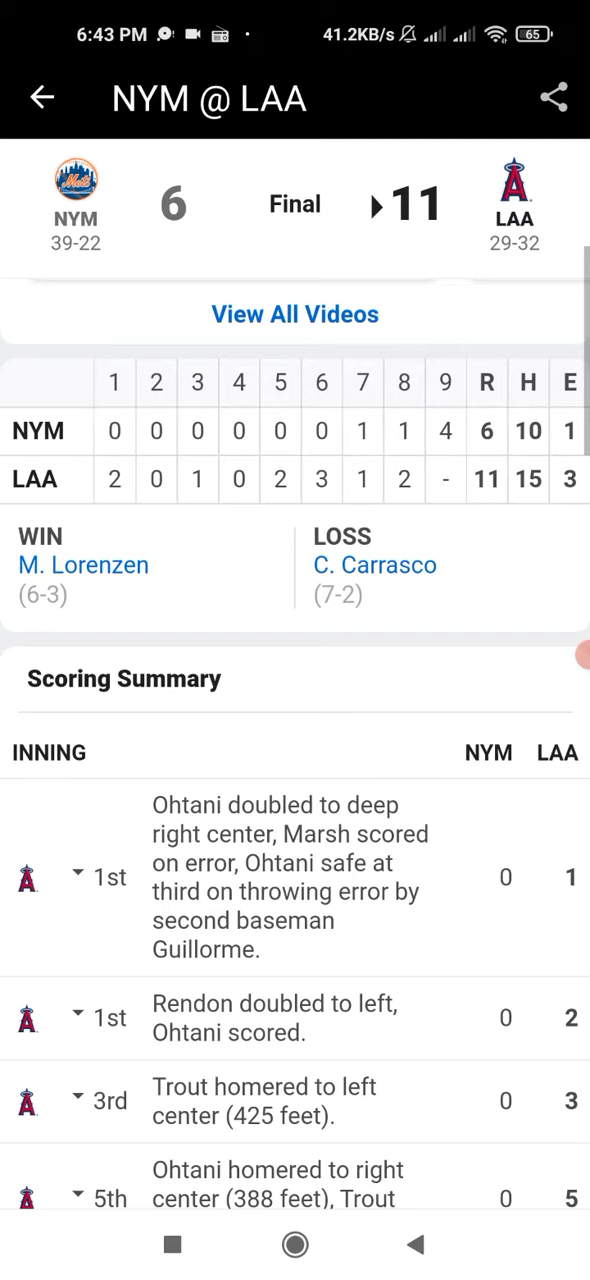 6:43 PM 41.2KB/s 65
NYM @ LAA
Mets
NYM
39-22
6
Final
11
A
LAA
29-32
View All Videos
1 2 3 4 5 6 7 8 9 R H E
NYM 0 0 0 0 0 0 1 1 4 6 10 1
LAA 2 0 1 0 2 3 1 2 - 11 15 3
WIN
M. Lorenzen
(6-3)
LOSS
C. Carrasco
(7-2)
Scoring Summary
INNING NYM LAA
A 1st
Ohtani doubled to deep
right center, Marsh scored
on error, Ohtani safe at
third on throwing error by
second baseman
Guillorme.
0 1
A 1st
Rendon doubled to left,
Ohtani scored.
0 2
A 3rd
Trout homered to left
center (425 feet).
0 3
A 5th
Ohtani homered to right
center (388 feet), Trout
0 5